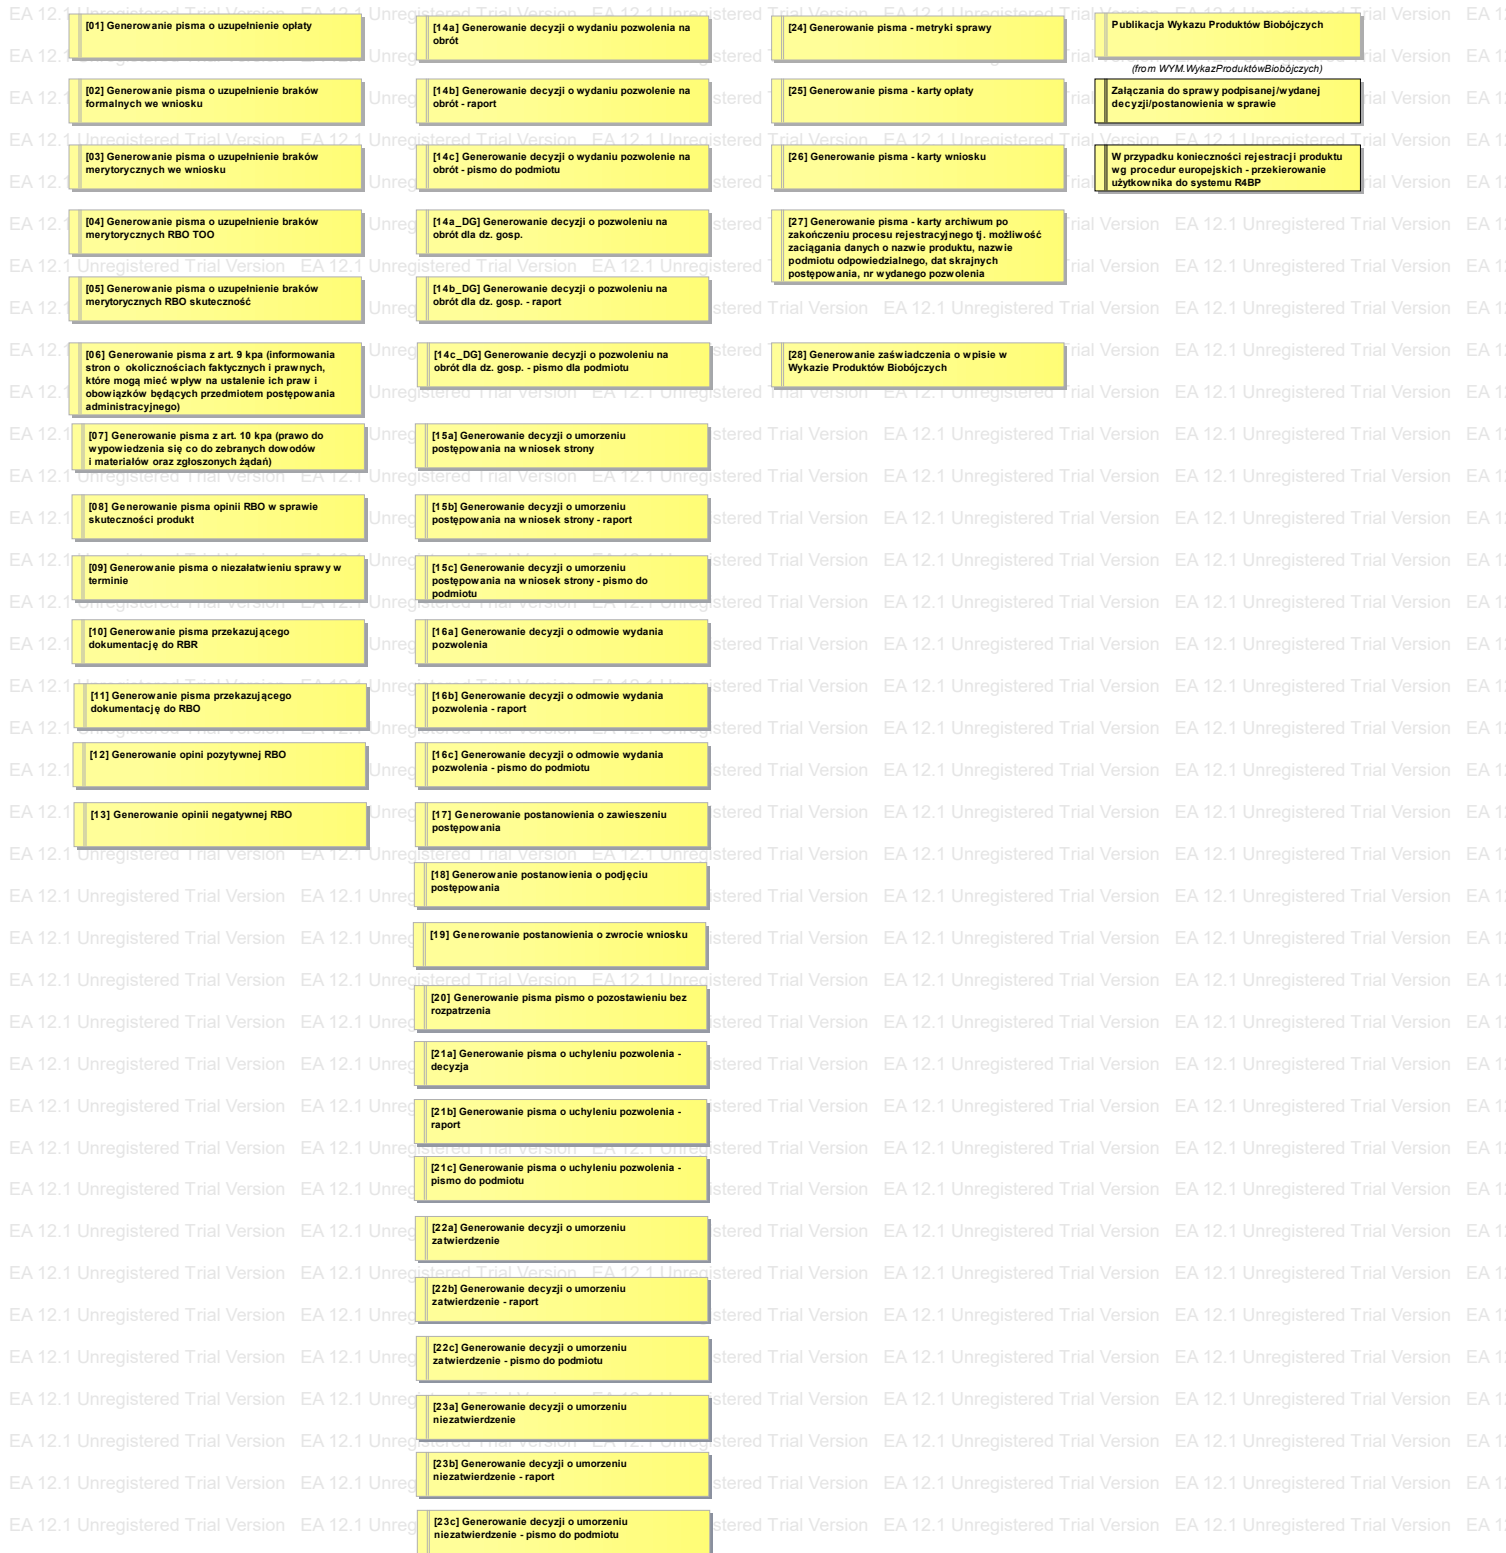 [01] Generowanie pisma o uzupełnienie opłaty
[02] Generowanie pisma o uzupełnienie braków
formalnych we wniosku
[03] Generowanie pisma o uzupełnienie braków
merytorycznych we wniosku
[04] Generowanie pisma o uzupełnienie braków
merytorycznych RBO TOO
[05] Generowanie pisma o uzupełnienie braków
merytorycznych RBO skuteczność
[06] Generowanie pisma z art. 9 kpa (informowania
stron o okolicznościach faktycznych i prawnych,
które mogą mieć wpływ na ustalenie ich praw i
obowiązków będących przedmiotem postępowania
administracyjnego)
[07] Generowanie pisma z art. 10 kpa (prawo do
wypowiedzenia się co do zebranych dowodów
i materiałów oraz zgłoszonych żądań)
[08] Generowanie pisma opinii RBO w sprawie
skuteczności produkt
[09] Generowanie pisma o niezałatwieniu sprawy w
terminie
[10] Generowanie pisma przekazującego
dokumentację do RBR
[11] Generowanie pisma przekazującego
dokumentację do RBO
[12] Generowanie opini pozytywnej RBO
[13] Generowanie opinii negatywnej RBO
[14a] Generowanie decyzji o wydaniu pozwolenia na
obrót
[14b] Generowanie decyzji o wydaniu pozwolenie na
obrót - raport
[14c] Generowanie decyzji o wydaniu pozwolenie na
obrót - pismo do podmiotu
[14a_DG] Generowanie decyzji o pozwoleniu na
obrót dla dz. gosp.
[14b_DG] Generowanie decyzji o pozwoleniu na
obrót dla dz. gosp. - raport
[14c_DG] Generowanie decyzji o pozwoleniu na
obrót dla dz. gosp. - pismo dla podmiotu
[15a] Generowanie decyzji o umorzeniu
postępowania na wniosek strony
[15b] Generowanie decyzji o umorzeniu
postępowania na wniosek strony - raport
[15c] Generowanie decyzji o umorzeniu
postępowania na wniosek strony - pismo do
podmiotu
[16a] Generowanie decyzji o odmowie wydania
pozwolenia
[16b] Generowanie decyzji o odmowie wydania
pozwolenia - raport
[16c] Generowanie decyzji o odmowie wydania
pozwolenia - pismo do podmiotu
[17] Generowanie postanowienia o zawieszeniu
postępowania
[18] Generowanie postanowienia o podjęciu
postępowania
[19] Generowanie postanowienia o zwrocie wniosku
[20] Generowanie pisma pismo o pozostawieniu bez
rozpatrzenia
[21a] Generowanie pisma o uchyleniu pozwolenia -
decyzja
[21b] Generowanie pisma o uchyleniu pozwolenia -
raport
[21c] Generowanie pisma o uchyleniu pozwolenia -
pismo do podmiotu
[22a] Generowanie decyzji o umorzeniu
zatwierdzenie
[22b] Generowanie decyzji o umorzeniu
zatwierdzenie - raport
[22c] Generowanie decyzji o umorzeniu
zatwierdzenie - pismo do podmiotu
[23a] Generowanie decyzji o umorzeniu
niezatwierdzenie
[23b] Generowanie decyzji o umorzeniu
niezatwierdzenie - raport
[23c] Generowanie decyzji o umorzeniu
niezatwierdzenie - pismo do podmiotu
[24] Generowanie pisma - metryki sprawy
[25] Generowanie pisma - karty opłaty
[26] Generowanie pisma - karty wniosku
[27] Generowanie pisma - karty archiwum po
zakończeniu procesu rejestracyjnego tj. możliwość
zaciągania danych o nazwie produktu, nazwie
podmiotu odpowiedzialnego, dat skrajnych
postępowania, nr wydanego pozwolenia
[28] Generowanie zaświadczenia o wpisie w
Wykazie Produktów Biobójczych
Publikacja Wykazu Produktów Biobójczych
(from WYM.WykazProduktówBiobójczych)
Załączania do sprawy podpisanej/wydanej
decyzji/postanowienia w sprawie
W przypadku konieczności rejestracji produktu
wg procedur europejskich - przekierowanie
użytkownika do systemu R4BP
EA 12.1 Unregistered Trial Version